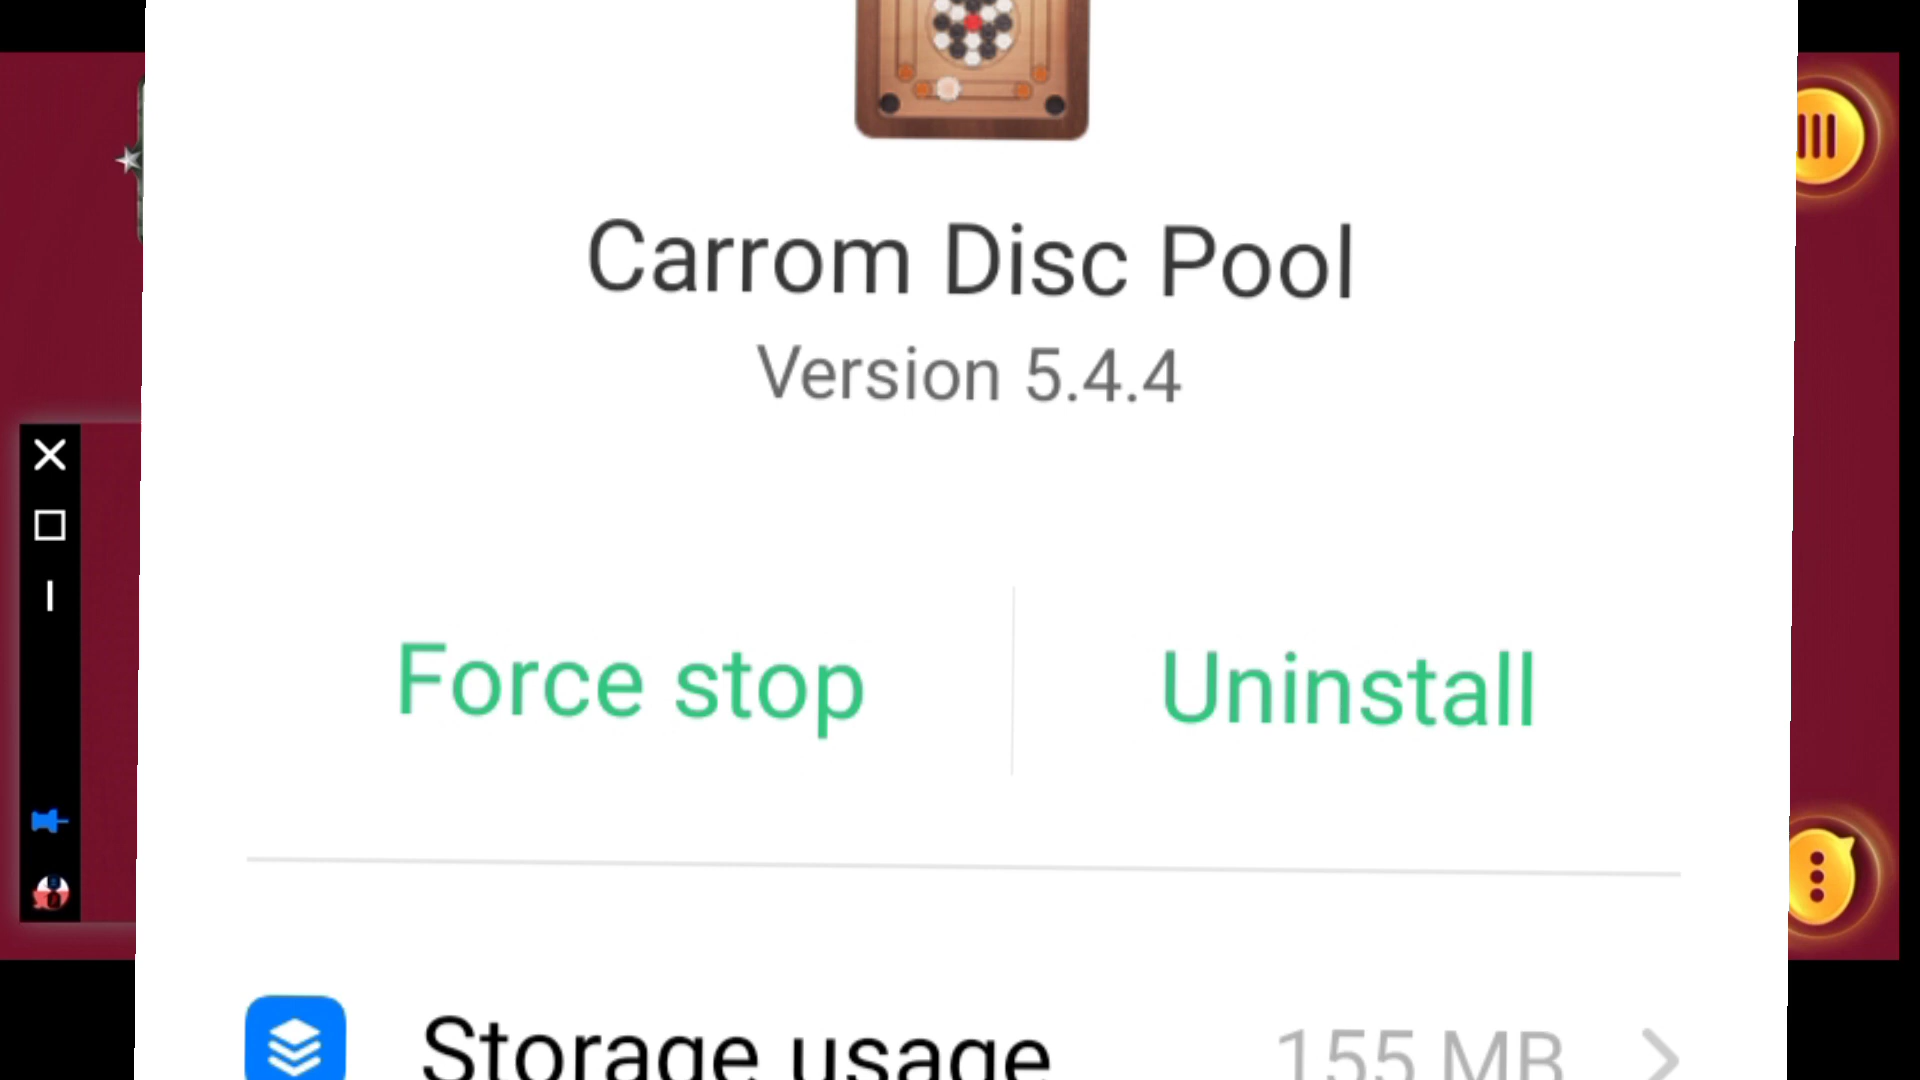 Carrom Disc Pool
Version 5.4.4
Force stop
Uninstall
Storage usage
155 MB